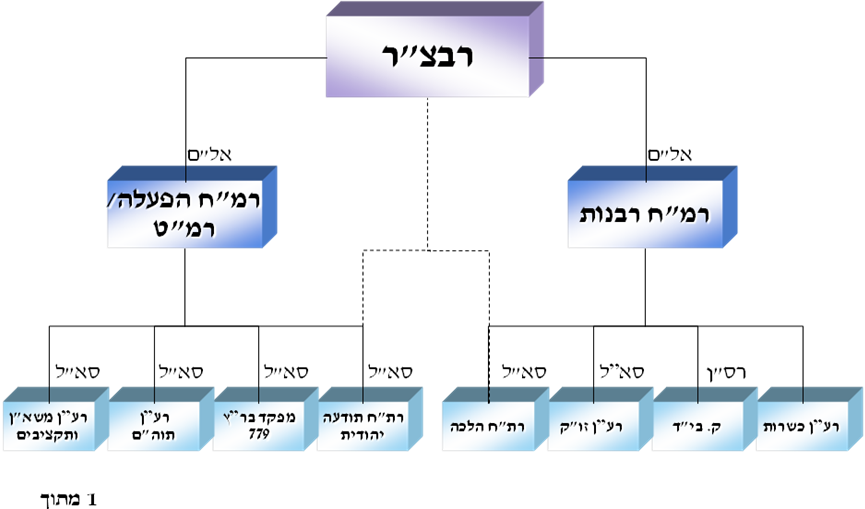 רבצ״ר
אל״ם
אל״ם
רמ״ח רבנות
רמ״ח הפעלה/
רמ״ט
רס״ן
סא״ל
סא״ל
סא״ל
סא״ל
סא״ל
סא״ל
רע״ן כשרות
ק. בי״ד
רע״ן זו״ק
רת״ח הלכה
רת״ח תודעה
יהודית
מפקד בר״ץ
779
רע״ן
תוה״ם
רע״ן משא״ן
ותקציבים
1 מתוך